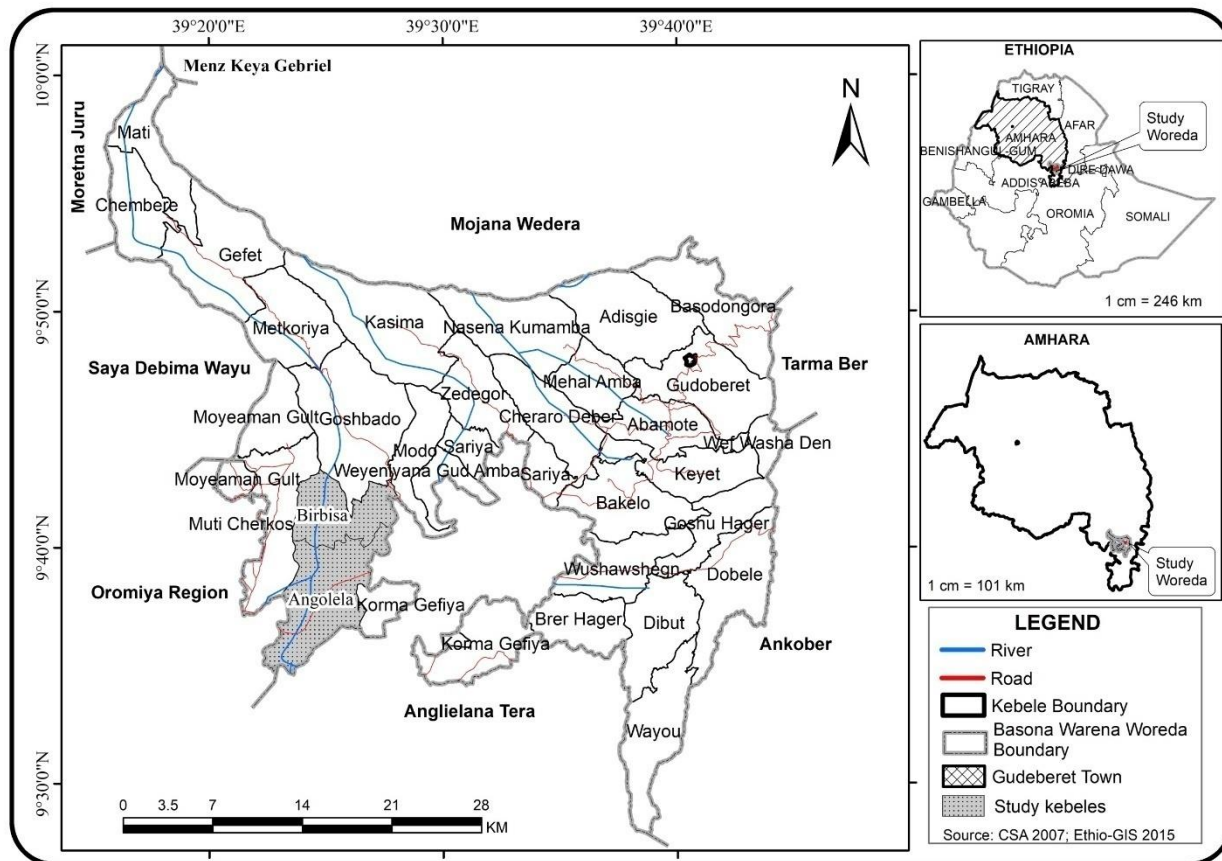 39°20'0"E
39°30'0"E
39°40'0"E
10°0'0"N
9°50'0"N
9°40'0"N
9°30'0"N
Menz Keya Gebriel
Moretna Juru
N
Mati
Chembere
Gefet
Mojana Wedera
Metkoriya
Kasima
Nasena Kumamba
Adisgie
Basodongora
Saya Debima Wayu
Mehal Amba
Gudoberet
Tarma Ber
Zedegor
Moyeaman Gult
Goshbado
Cheraro Deber
Abamote
Wef Washa Den
Modo
Sariya
Weyeniyana Gud Amba
Sariya
Keyet
Moyeaman Gult
Bakelo
Muti Cherkos
Birbisa
Goshu Hager
Wushawshegn
Dobele
Oromiya Region
Angolela
Korma Gefiya
Brer Hager
Dibut
Korma Gefiya
Ankober
Anglielana Tera
Wayou
0 3.5 7 14 21 28
KM
ETHIOPIA
TIGRAY
AFAR
Study
Woreda
AMHARA
BENISHANGUL-GUM
DIRE DAWA
ADDIS ABEBA
GAMBELLA
OROMIA
SOMALI
1 cm = 246 km
AMHARA
Study
Woreda
1 cm = 101 km
LEGEND
River
Road
Kebele Boundary
Basona Warena Woreda
Boundary
Gudeberet Town
Study kebeles
Source: CSA 2007; Ethio-GIS 2015